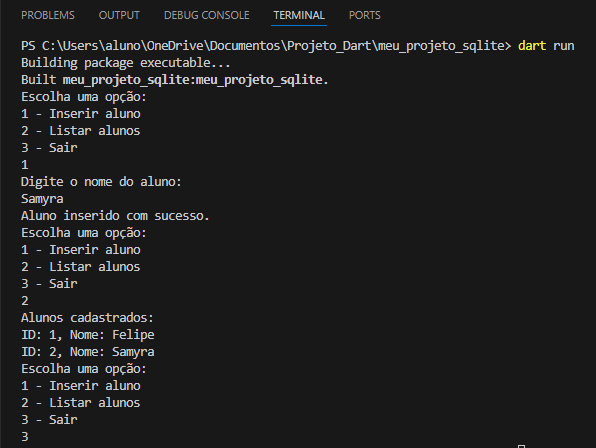 PROBLEMS OUTPUT DEBUG CONSOLE TERMINAL PORTS
PS C:\Users\aluno\OneDrive\Documentos\Projeto_Dart\meu_projeto_sqlite> dart run
Building package executable...
Built meu_projeto_sqlite:meu_projeto_sqlite.
Escolha uma opção:
1 - Inserir aluno
2 - Listar alunos
3 - Sair
1
Digite o nome do aluno:
Samyra
Aluno inserido com sucesso.
Escolha uma opção:
1 - Inserir aluno
2 - Listar alunos
3 - Sair
2
Alunos cadastrados:
ID: 1, Nome: Felipe
ID: 2, Nome: Samyra
Escolha uma opção:
1 - Inserir aluno
2 - Listar alunos
3 - Sair
3